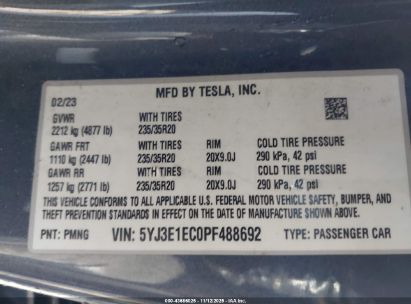 MFD BY TESLA, INC.
02/23
GVWR WITH TIRES
2212 kg (4877 lb) 235/35R20
GAWR FRT WITH TIRES RIM COLD TIRE PRESSURE
1110 kg (2447 lb) 235/35R20 20X9.0J 290 kPa, 42 psi
GAWR RR WITH TIRES RIM COLD TIRE PRESSURE
1257 kg (2771 lb) 235/35R20 20X9.0J 290 kPa, 42 psi
THIS VEHICLE CONFORMS TO ALL APPLICABLE U.S. FEDERAL MOTOR VEHICLE SAFETY, BUMPER, AND
THEFT PREVENTION STANDARDS IN EFFECT ON THE DATE OF MANUFACTURE SHOWN ABOVE.
PNT: PMNG VIN: 5YJ3E1EC0PF488692 TYPE: PASSENGER CAR